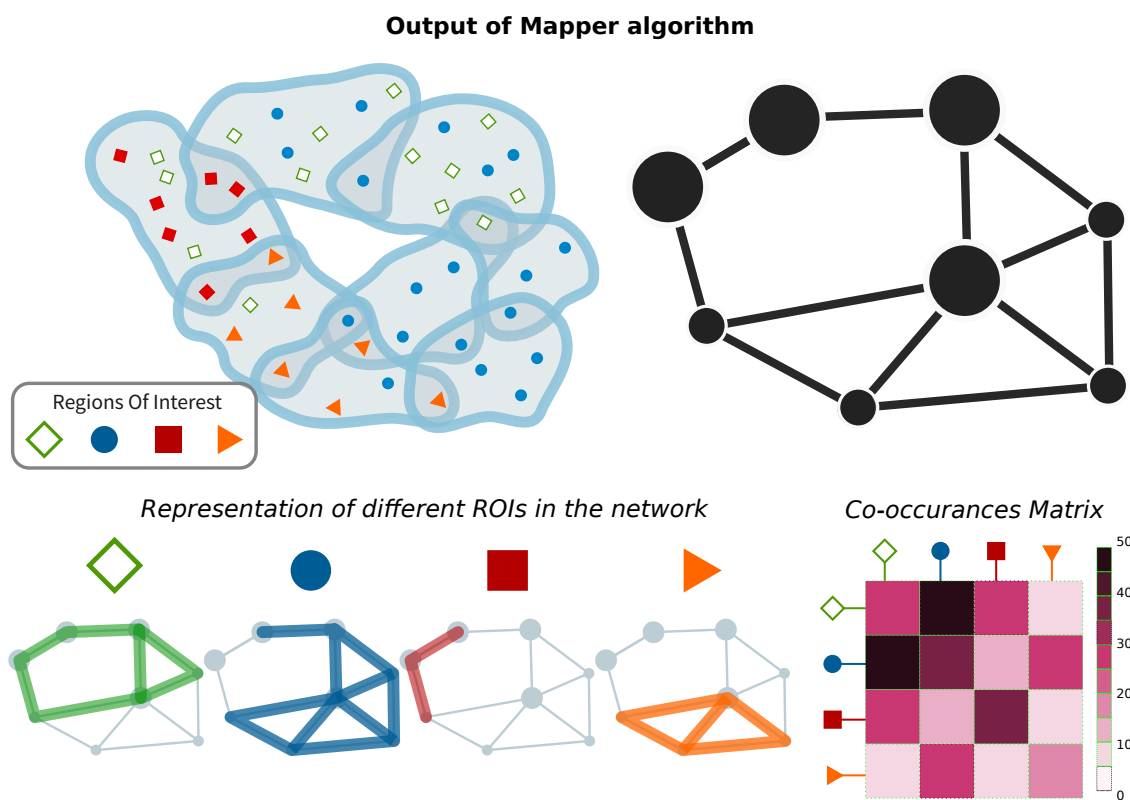 Output of Mapper algorithm
Regions Of Interest
Representation of different ROIs in the network
Co-occurances Matrix
50
40
30
20
10
0